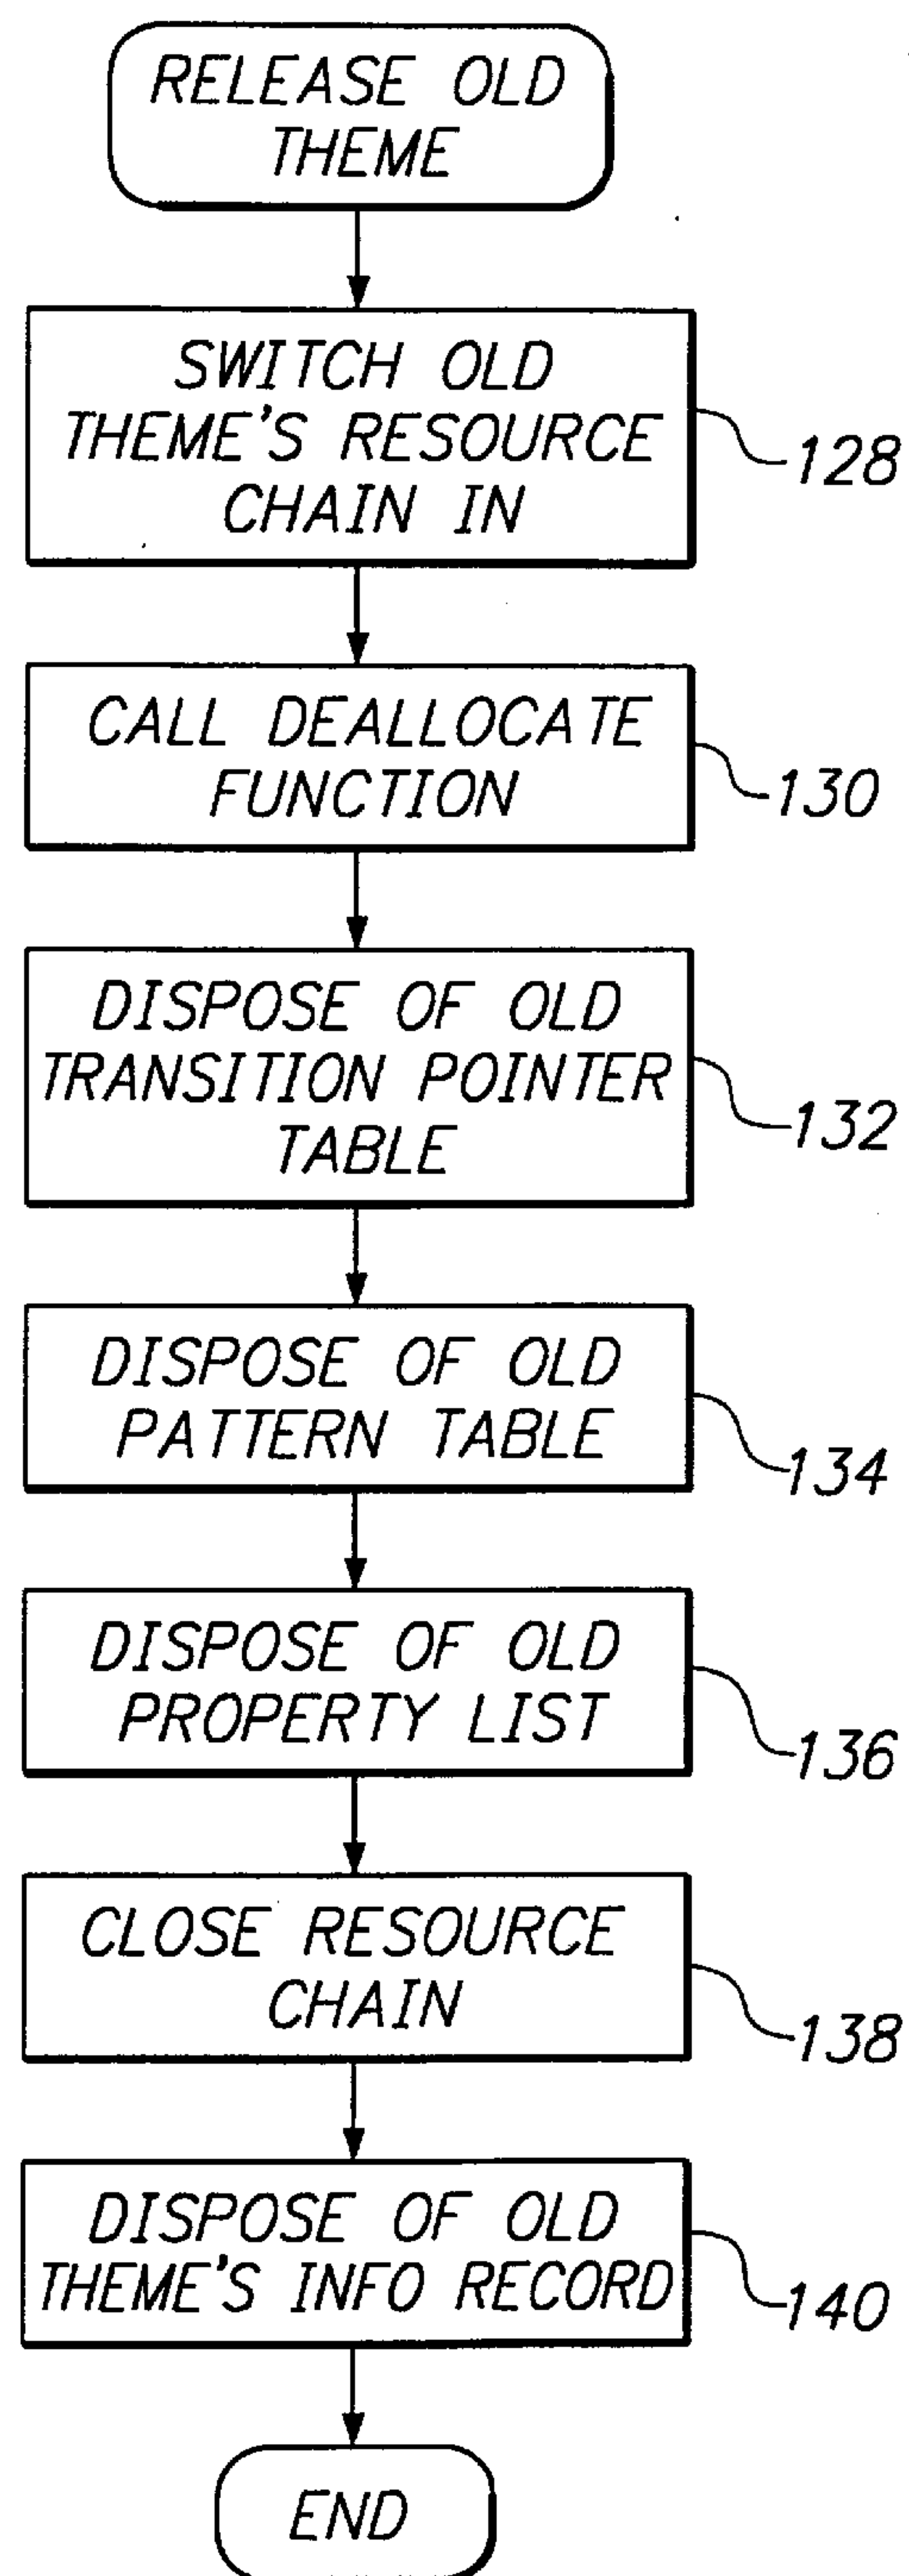 RELEASE OLD
THEME
SWITCH OLD
THEME'S RESOURCE
CHAIN IN
128
CALL DEALLOCATE
FUNCTION
130
DISPOSE OF OLD
TRANSITION POINTER
TABLE
132
DISPOSE OF OLD
PATTERN TABLE
134
DISPOSE OF OLD
PROPERTY LIST
136
CLOSE RESOURCE
CHAIN
138
DISPOSE OF OLD
THEME'S INFO RECORD
140
END